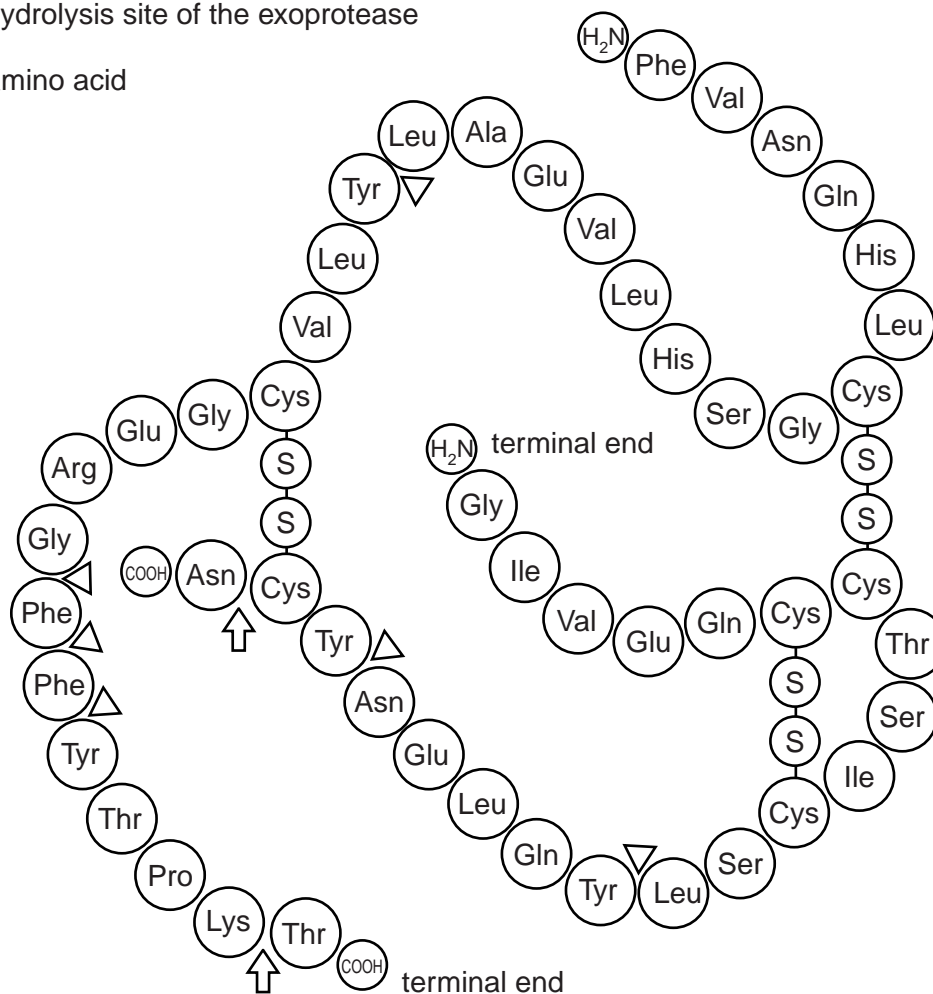 ydrolysis site of the exoprotease
mino acid
H₂N
Phe
Val
Asn
Gln
His
Leu
Cys
Gly
Ser
His
Leu
Val
Glu
Ala
Leu
Tyr
Leu
Val
Cys
Gly
Glu
Arg
Gly
Phe
Phe
Tyr
Thr
Pro
Lys
Thr
COOH
terminal end
S
S
S
S
H₂N
terminal end
Gly
Ile
Val
Glu
Gln
Cys
S
S
Cys
Thr
Ser
Ile
Cys
Ser
Leu
Tyr
Gln
Leu
Glu
Asn
Tyr
Cys
Asn
COOH